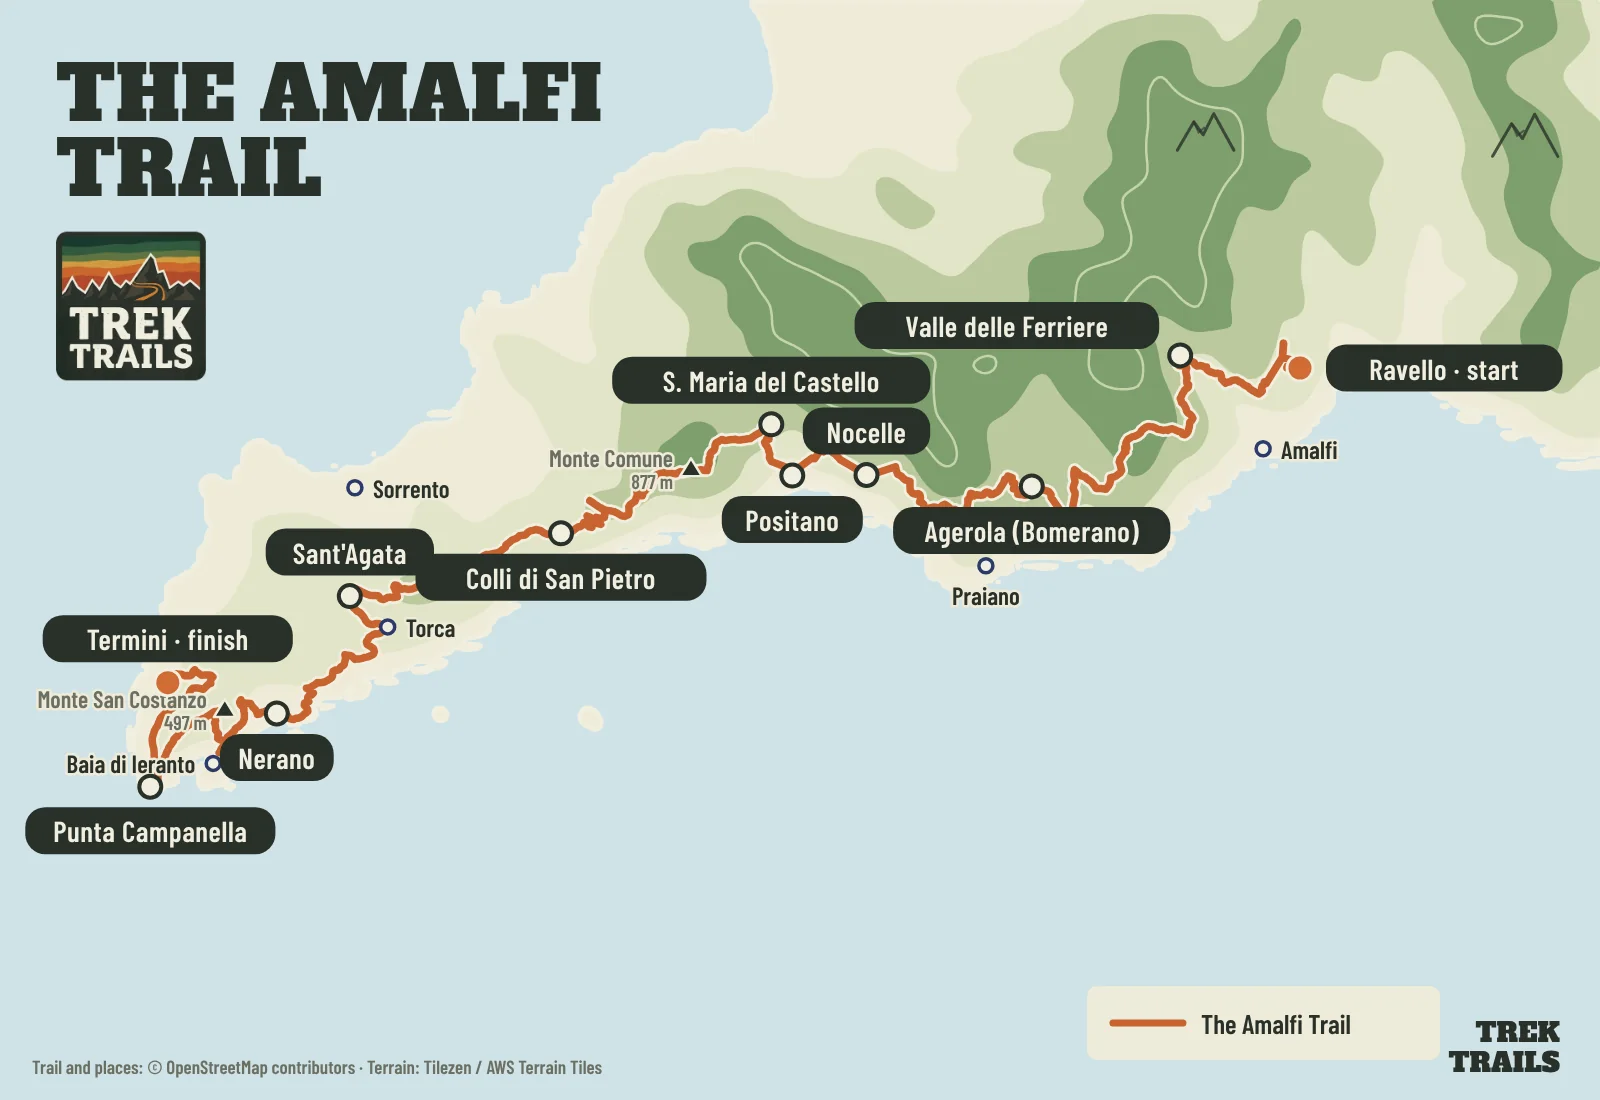 THE AMALFI
TRAIL
TREK
TRAILS
Valle delle Ferriere
Ravello · start
S. Maria del Castello
Nocelle
Amalfi
Monte Comune
877 m
Sorrento
Positano
Agerola (Bomerano)
Sant'Agata
Colli di San Pietro
Praiano
Torca
Termini · finish
Monte San Costanzo
497 m
Baia di Ieranto
Nerano
Punta Campanella
The Amalfi Trail
TREK
TRAILS
Trail and places: © OpenStreetMap contributors · Terrain: Tilezen / AWS Terrain Tiles